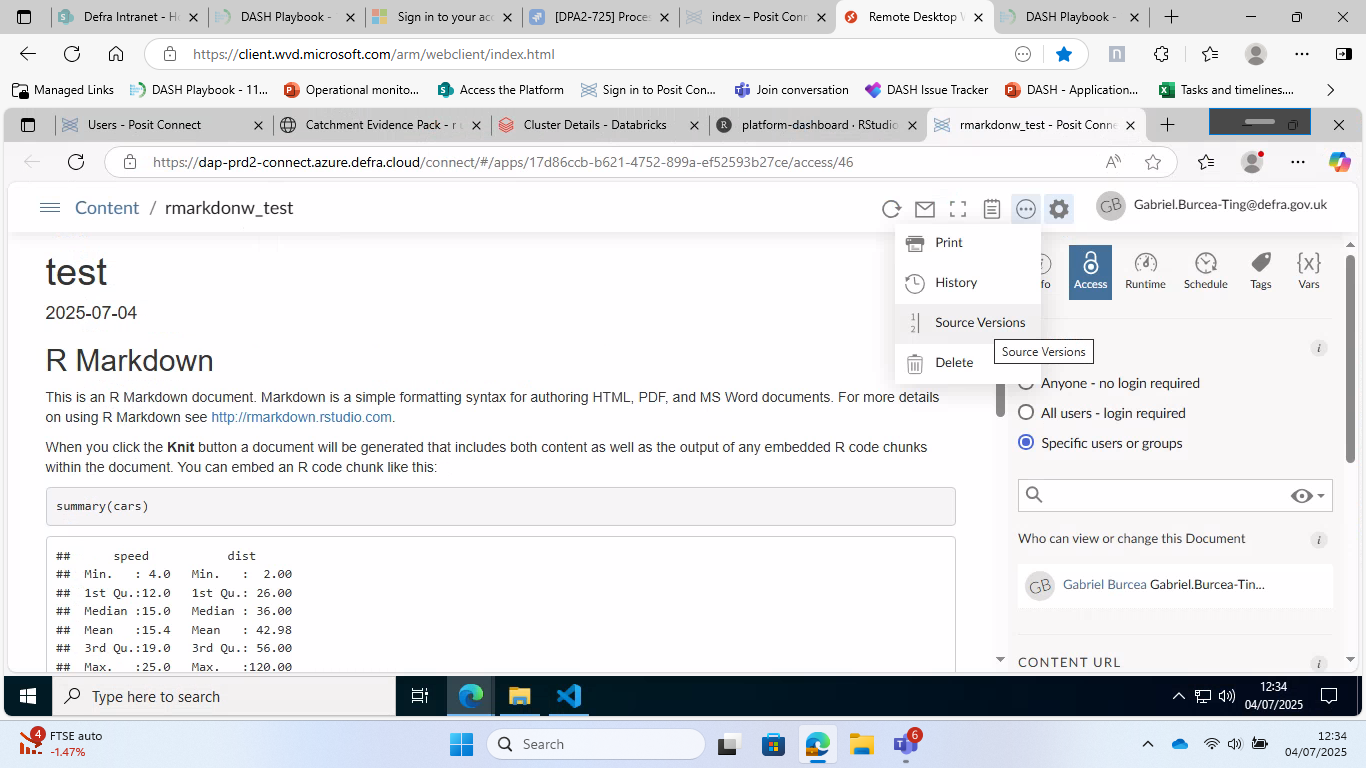 Defra Intranet - H
DASH Playbook -
Sign in to your acc
[DPA2-725] Proces
index – Posit Conn
Remote Desktop W
DASH Playbook -
https://client.wvd.microsoft.com/arm/webclient/index.html
Managed Links
DASH Playbook - 11...
Operational monito...
Access the Platform
Sign in to Posit Con...
Join conversation
DASH Issue Tracker
DASH - Application...
Tasks and timelines....
Users - Posit Connect
Catchment Evidence Pack - r
Cluster Details - Databricks
platform-dashboard · RStudio
rmarkdonw_test - Posit Conne
https://dap-prd2-connect.azure.defra.cloud/connect/#/apps/17d86ccb-b621-4752-899a-ef52593b27ce/access/46
Content / rmarkdonw_test
GB Gabriel.Burcea-Ting@defra.gov.uk
Print
History
Source Versions
Delete
Source Versions
fo
Access
Runtime
Schedule
Tags
Vars
test
2025-07-04
R Markdown
This is an R Markdown document. Markdown is a simple formatting syntax for authoring HTML, PDF, and MS Word documents. For more details
on using R Markdown see http://rmarkdown.rstudio.com.
When you click the Knit button a document will be generated that includes both content as well as the output of any embedded R code chunks
within the document. You can embed an R code chunk like this:
summary(cars)
##      speed           dist
##  Min.   : 4.0   Min.   :  2.00
##  1st Qu.:12.0   1st Qu.: 26.00
##  Median :15.0   Median : 36.00
##  Mean   :15.4   Mean   : 42.98
##  3rd Qu.:19.0   3rd Qu.: 56.00
##  Max.   :25.0   Max.   :120.00
Anyone - no login required
All users - login required
Specific users or groups
Who can view or change this Document
GB Gabriel Burcea Gabriel.Burcea-Tin...
CONTENT URL
Type here to search
12:34
04/07/2025
4
FTSE auto
-1.47%
Search
6
12:34
04/07/2025